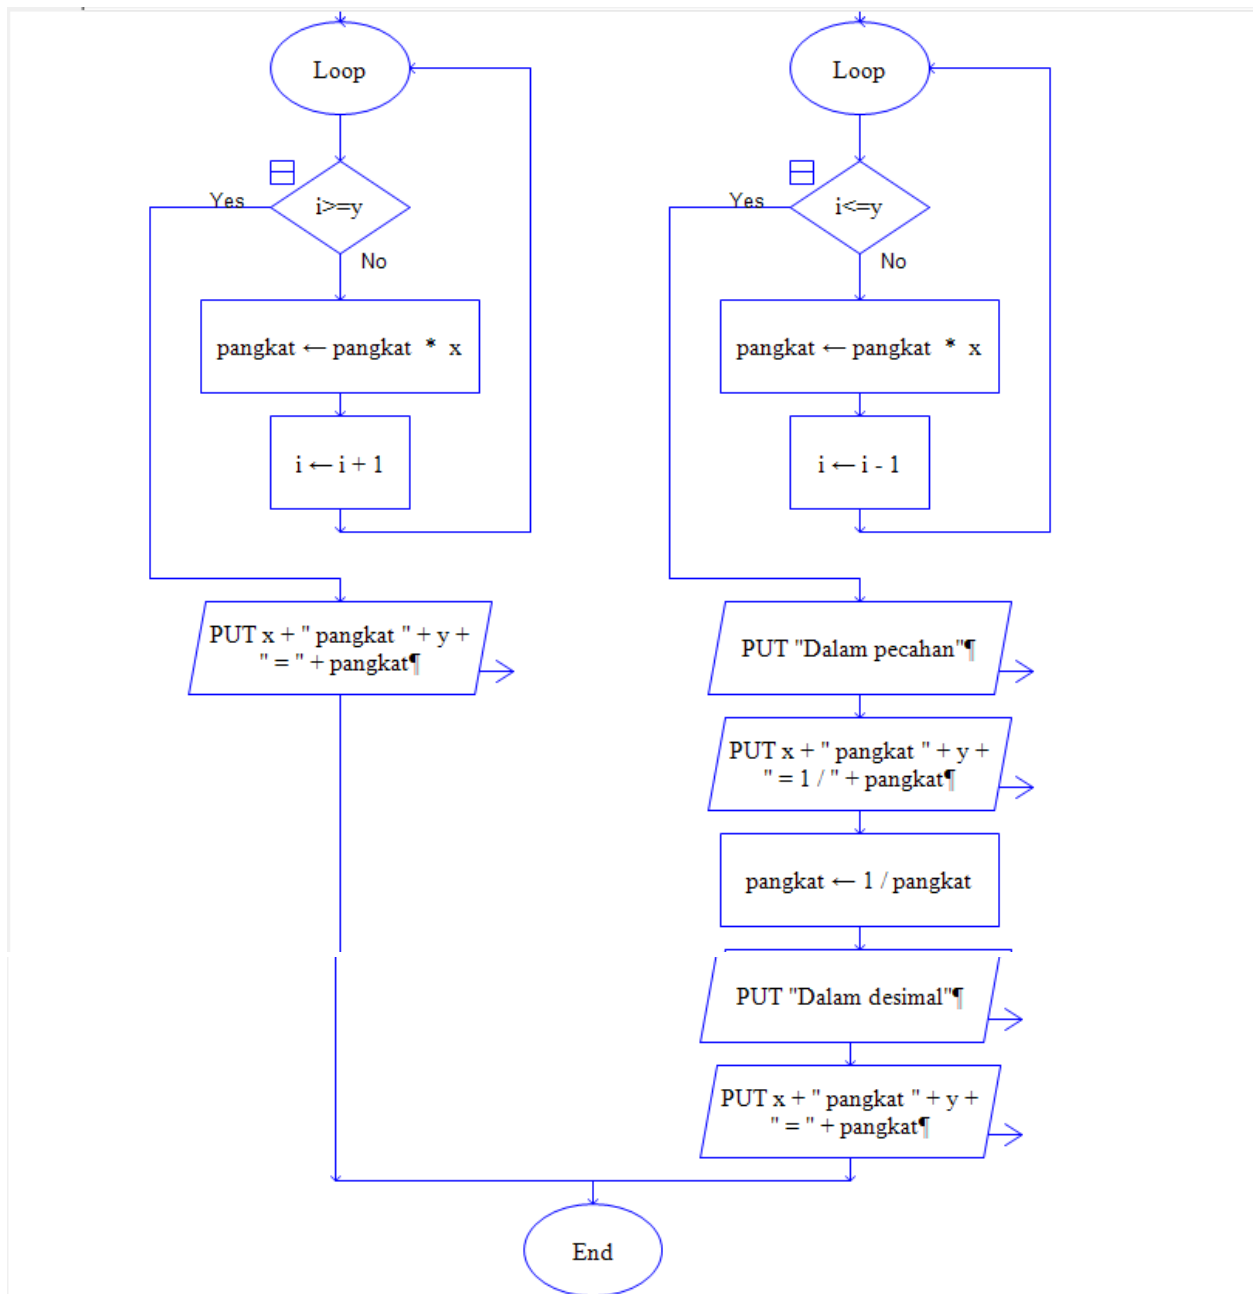 Loop
Yes
i>=y
No
pangkat ← pangkat * x
i ← i + 1
PUT x + " pangkat " + y +
" = " + pangkat¶
Loop
Yes
i<=y
No
pangkat ← pangkat * x
i ← i - 1
PUT "Dalam pecahan"¶
PUT x + " pangkat " + y +
" = 1 / " + pangkat¶
pangkat ← 1 / pangkat
PUT "Dalam desimal"¶
PUT x + " pangkat " + y +
" = " + pangkat¶
End